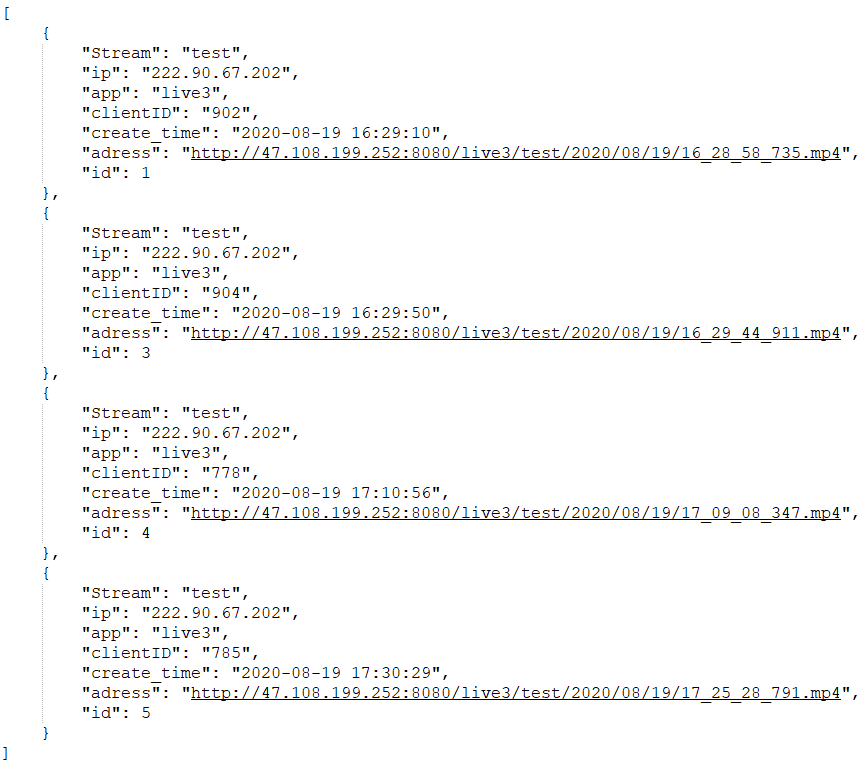 [
    {
        "Stream": "test",
        "ip": "222.90.67.202",
        "app": "live3",
        "clientID": "902",
        "create_time": "2020-08-19 16:29:10",
        "adress": "http://47.108.199.252:8080/live3/test/2020/08/19/16_28_58_735.mp4",
        "id": 1
    },
    {
        "Stream": "test",
        "ip": "222.90.67.202",
        "app": "live3",
        "clientID": "904",
        "create_time": "2020-08-19 16:29:50",
        "adress": "http://47.108.199.252:8080/live3/test/2020/08/19/16_29_44_911.mp4",
        "id": 3
    },
    {
        "Stream": "test",
        "ip": "222.90.67.202",
        "app": "live3",
        "clientID": "778",
        "create_time": "2020-08-19 17:10:56",
        "adress": "http://47.108.199.252:8080/live3/test/2020/08/19/17_09_08_347.mp4",
        "id": 4
    },
    {
        "Stream": "test",
        "ip": "222.90.67.202",
        "app": "live3",
        "clientID": "785",
        "create_time": "2020-08-19 17:30:29",
        "adress": "http://47.108.199.252:8080/live3/test/2020/08/19/17_25_28_791.mp4",
        "id": 5
    }
]